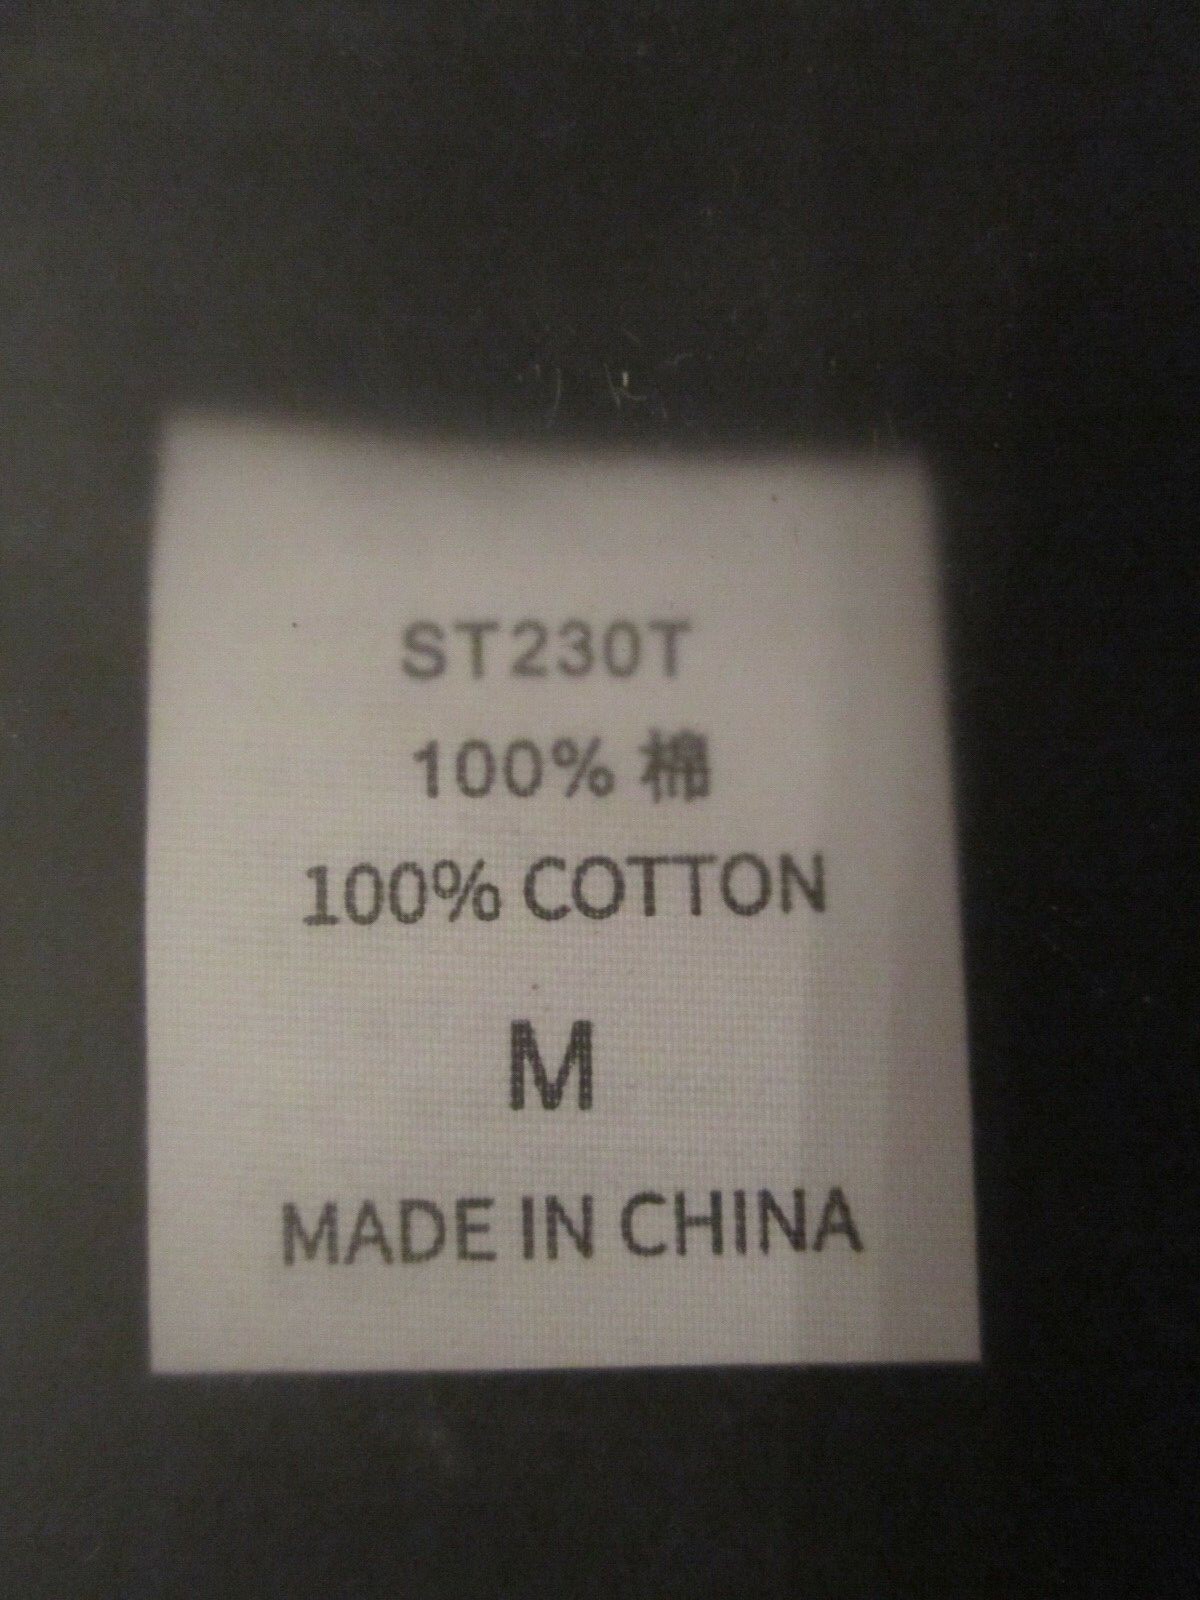 ST230T
100% 棉
100% COTTON
M
MADE IN CHINA